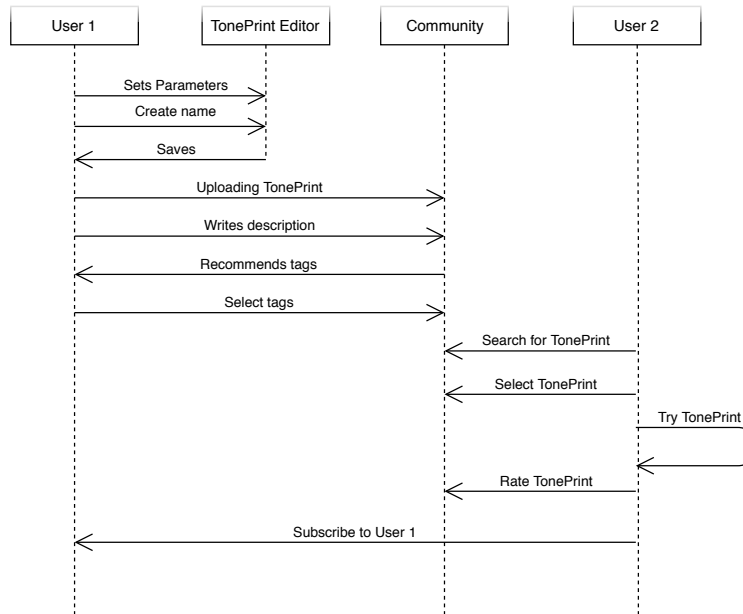 User 1
TonePrint Editor
Community
User 2
Sets Parameters
Create name
Saves
Uploading TonePrint
Writes description
Recommends tags
Select tags
Search for TonePrint
Select TonePrint
Try TonePrint
Rate TonePrint
Subscribe to User 1